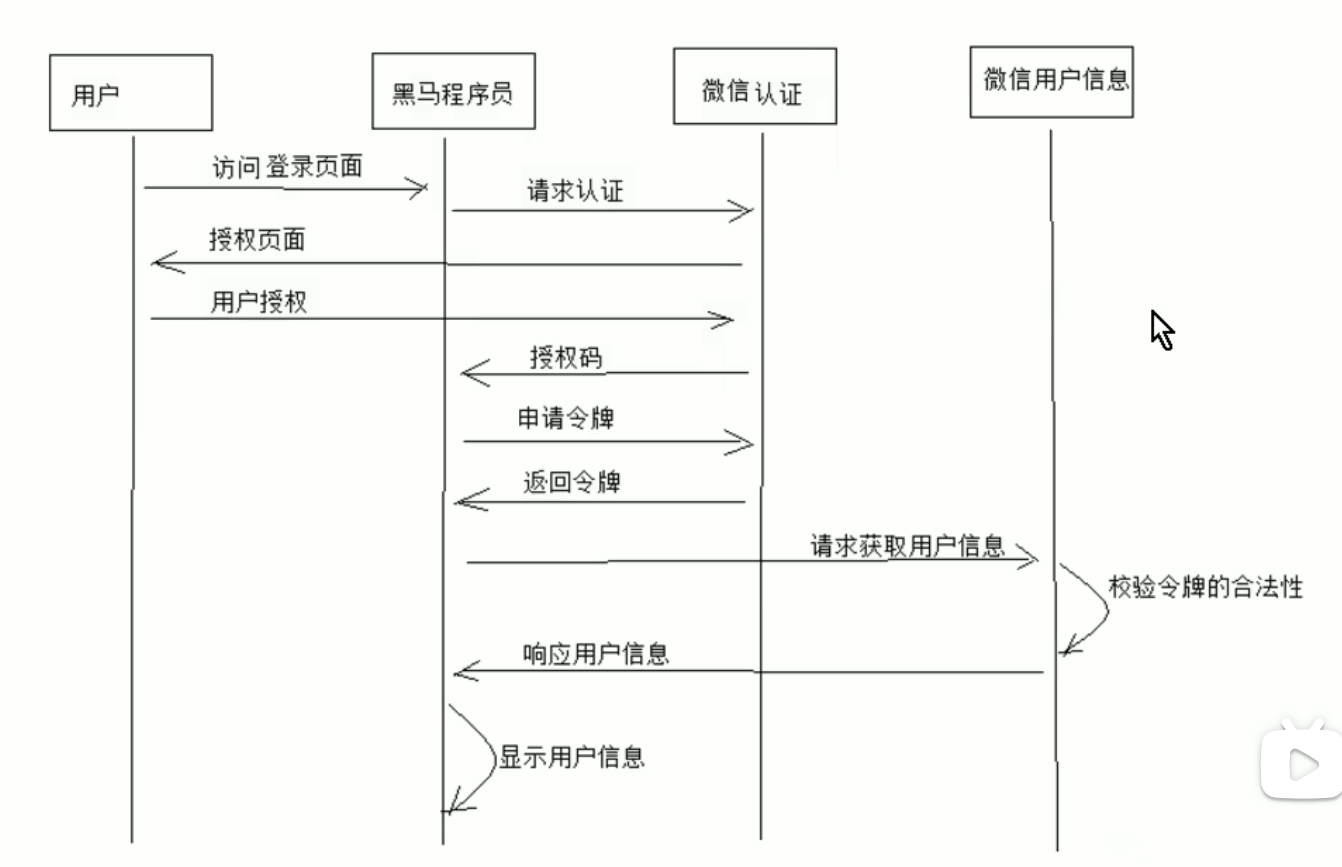 用户
黑马程序员
微信认证
微信用户信息
访问登录页面
请求认证
授权页面
用户授权
授权码
申请令牌
返回令牌
请求获取用户信息
校验令牌的合法性
响应用户信息
显示用户信息